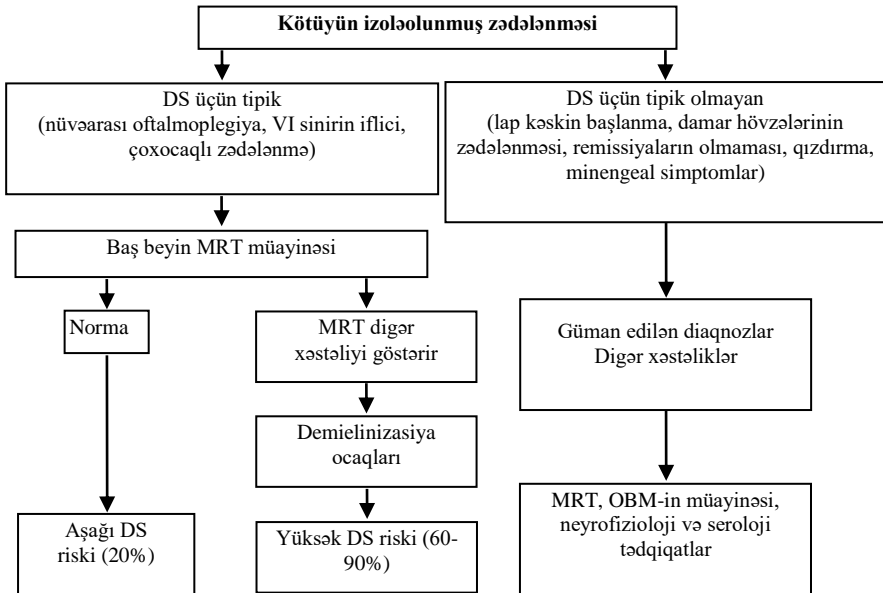 Kötüyün izoləolunmuş zədələnməsi
DS üçün tipik
(nüvəarası oftalmoplegiya, VI sinirin iflici,
çoxocaqlı zədələnmə)
DS üçün tipik olmayan
(lap kəskin başlanma, damar hövzələrinin
zədələnməsi, remissiyaların olmaması, qızdırma,
minengeal simptomlar)
Baş beyin MRT müayinəsi
Norma
MRT digər
xəstəliyi göstərir
Güman edilən diaqnozlar
Digər xəstəliklər
Demielinizasiya
ocaqları
Aşağı DS
riski (20%)
Yüksək DS riski (60-
90%)
MRT, OBM-in müayinəsi,
neyrofizioloji və seroloji
tədqiqatlar